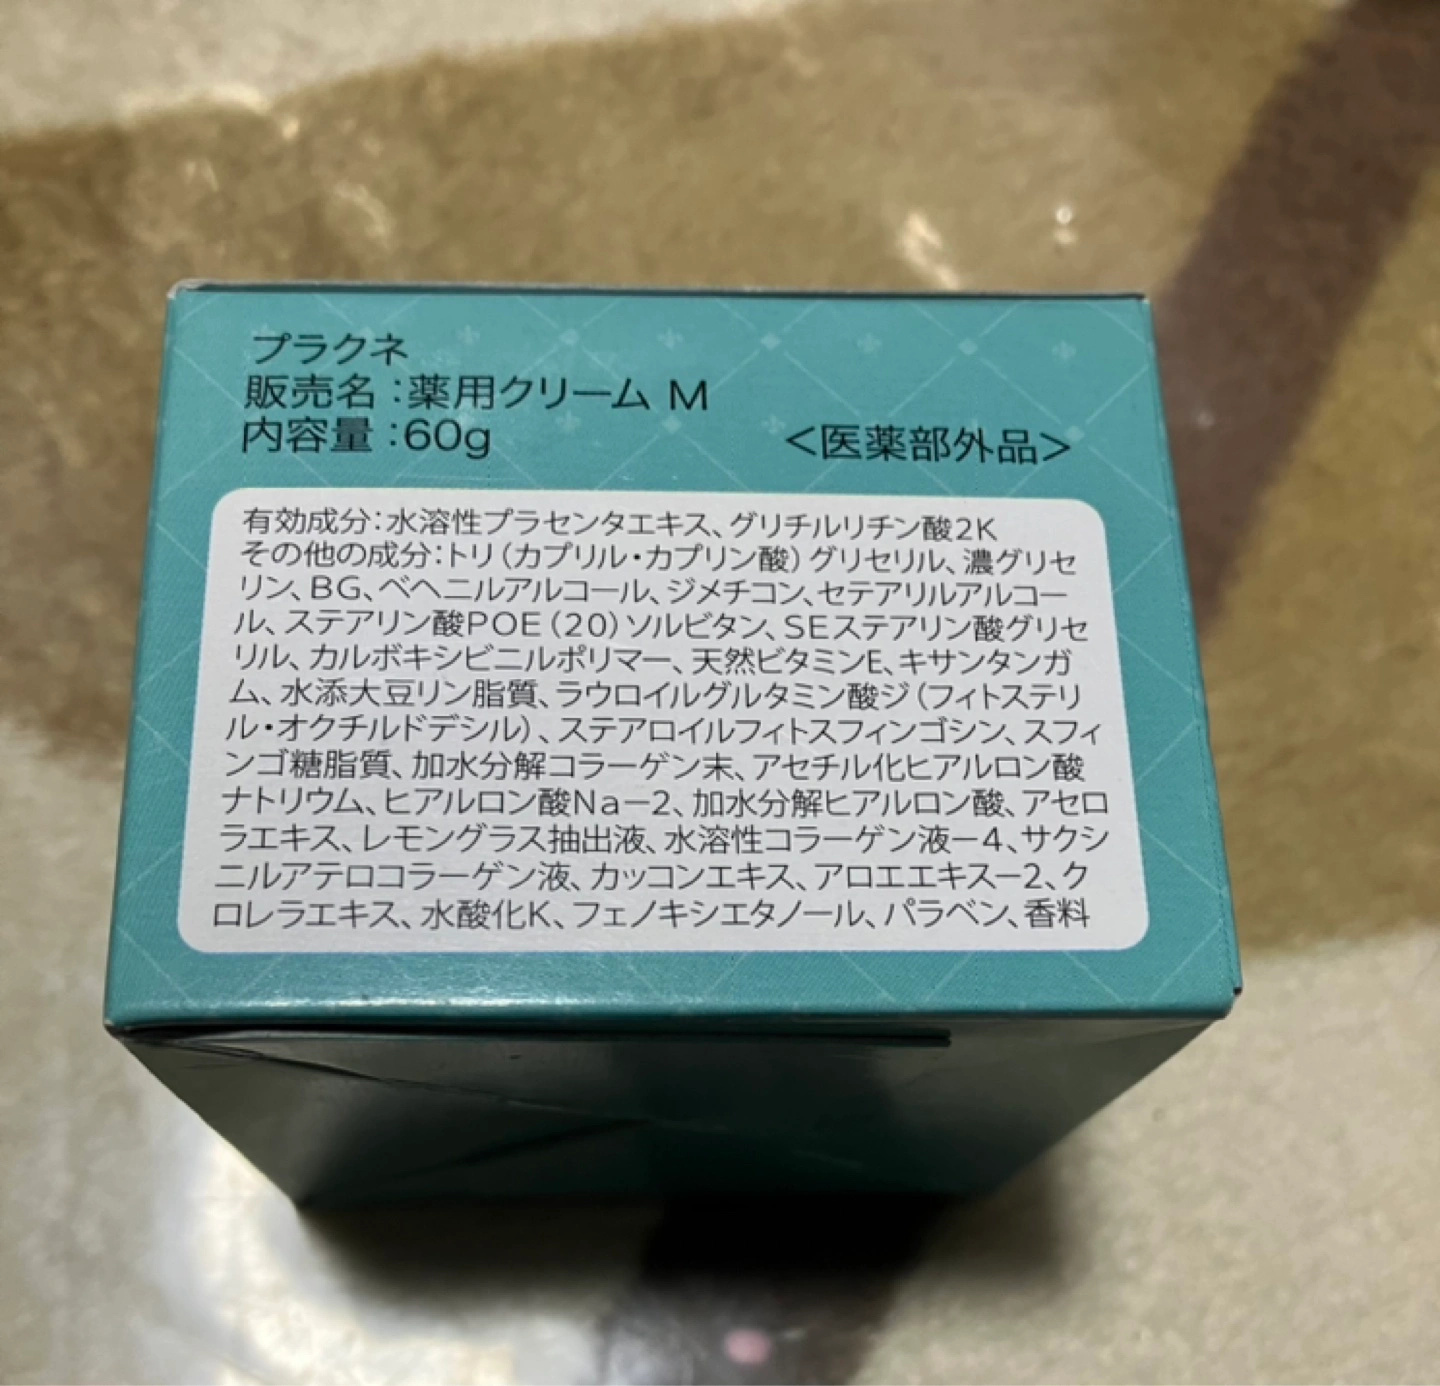 プラクネ
販売名:薬用クリーム M
内容量:60g
<医薬部外品>
有効成分:水溶性プラセンタエキス、グリチルリチン酸2K
その他の成分:トリ(カプリル・カプリン酸)グリセリル、濃グリセ
リン、BG、ベヘニルアルコール、ジメチコン、セテアリルアルコー
ル、ステアリン酸POE(20)ソルビタン、SEステアリン酸グリセ
リル、カルボキシビニルポリマー、天然ビタミンE、キサンタンガ
ム、水添大豆リン脂質、ラウロイルグルタミン酸ジ(フィトステリ
ル・オクチルドデシル)、ステアロイルフィトスフィンゴシン、スフィ
ンゴ糖脂質、加水分解コラーゲン末、アセチル化ヒアルロン酸
ナトリウム、ヒアルロン酸Na-2、加水分解ヒアルロン酸、アセロ
ラエキス、レモングラス抽出液、水溶性コラーゲン液-4、サクシ
ニルアテロコラーゲン液、カッコンエキス、アロエエキス-2、ク
ロレラエキス、水酸化K、フェノキシエタノール、パラベン、香料